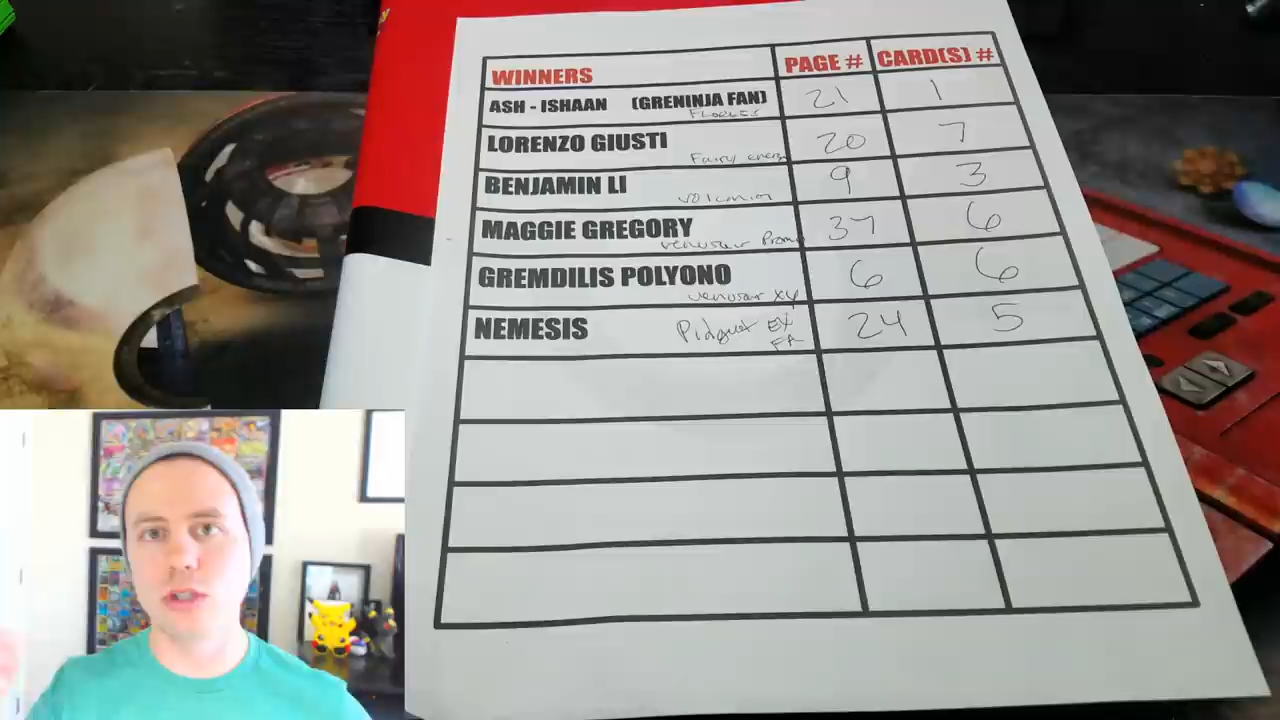 WINNERS PAGE # CARD(S) #
ASH - ISHAAN (GRENINJA FAN) 21 1
FLORGES
LORENZO GIUSTI 20 7
Fairy energy
BENJAMIN LI 9 3
volcanion
MAGGIE GREGORY 37 6
venusaur Promo
GREMDILIS POLYONO 6 6
venusaur XY
NEMESIS Pidgeot EX 24 5
FA